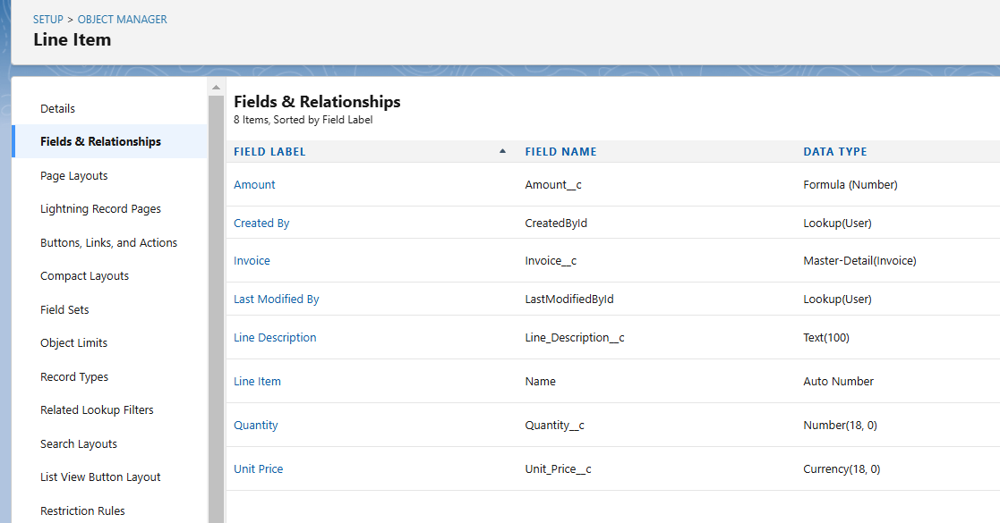 SETUP > OBJECT MANAGER
Line Item
Details
Fields & Relationships
Page Layouts
Lightning Record Pages
Buttons, Links, and Actions
Compact Layouts
Field Sets
Object Limits
Record Types
Related Lookup Filters
Search Layouts
List View Button Layout
Restriction Rules
Fields & Relationships
8 Items, Sorted by Field Label
FIELD LABEL FIELD NAME DATA TYPE
Amount Amount__c Formula (Number)
Created By CreatedById Lookup(User)
Invoice Invoice__c Master-Detail(Invoice)
Last Modified By LastModifiedById Lookup(User)
Line Description Line_Description__c Text(100)
Line Item Name Auto Number
Quantity Quantity__c Number(18, 0)
Unit Price Unit_Price__c Currency(18, 0)